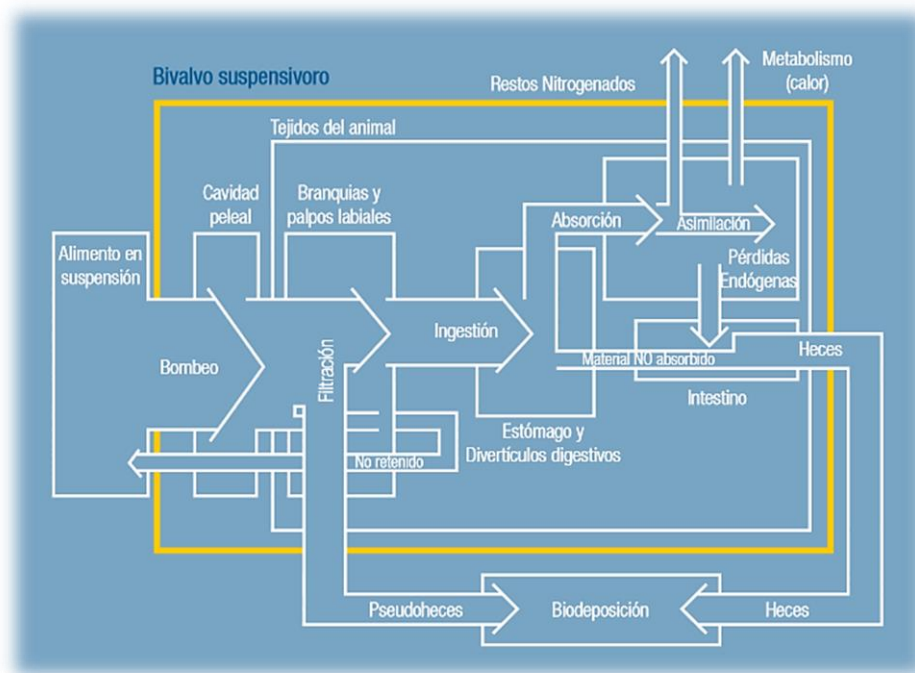 Bivalvo suspensivoro
Restos Nitrogenados
Metabolismo
(calor)
Tejidos del animal
Cavidad
peleal
Branquias y
palpos labiales
Alimento en
suspensión
Absorción
Asimilación
Pérdidas
Endógenas
Bombeo
Filtración
Ingestión
Material NO absorbido
Heces
Intestino
Estómago y
Divertículos digestivos
No retenido
Pseudoheces
Biodeposición
Heces